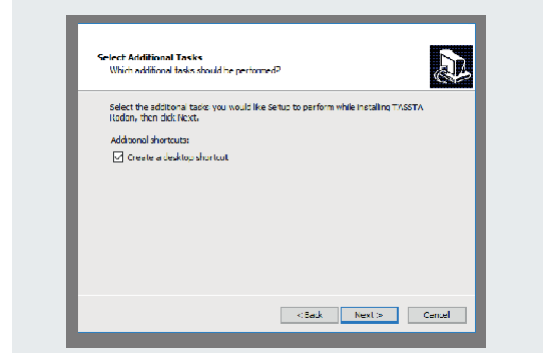 Select Additional Tasks
Which additional tasks should be performed?
Select the additional tasks you would like Setup to perform while installing TASSTA
then click Next.
Additional shortcuts:
Create a desktop shortcut
< Back
Next >
Cancel